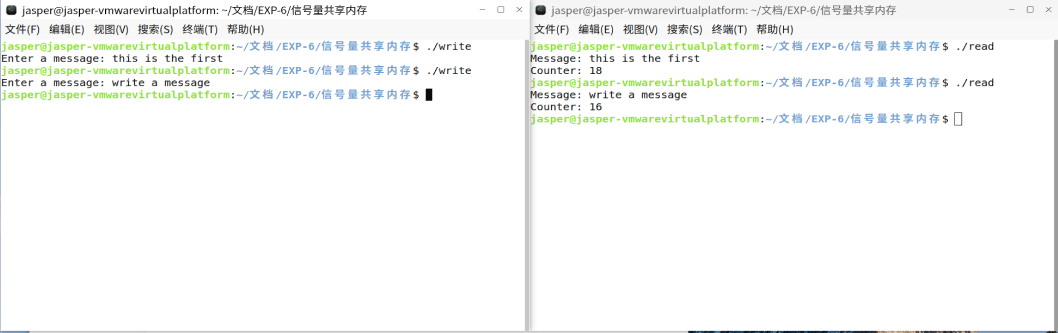 jasper@jasper-vmwarevirtualplatform: ~/文档/EXP-6/信号量共享内存
文件(F) 编辑(E) 视图(V) 搜索(S) 终端(T) 帮助(H)
jasper@jasper-vmwarevirtualplatform:~/文档/EXP-6/信号量共享内存$ ./write
Enter a message: this is the first
jasper@jasper-vmwarevirtualplatform:~/文档/EXP-6/信号量共享内存$ ./write
Enter a message: write a message
jasper@jasper-vmwarevirtualplatform:~/文档/EXP-6/信号量共享内存$
jasper@jasper-vmwarevirtualplatform: ~/文档/EXP-6/信号量共享内存
文件(F) 编辑(E) 视图(V) 搜索(S) 终端(T) 帮助(H)
jasper@jasper-vmwarevirtualplatform:~/文档/EXP-6/信号量共享内存$ ./read
Message: this is the first
Counter: 18
jasper@jasper-vmwarevirtualplatform:~/文档/EXP-6/信号量共享内存$ ./read
Message: write a message
Counter: 16
jasper@jasper-vmwarevirtualplatform:~/文档/EXP-6/信号量共享内存$